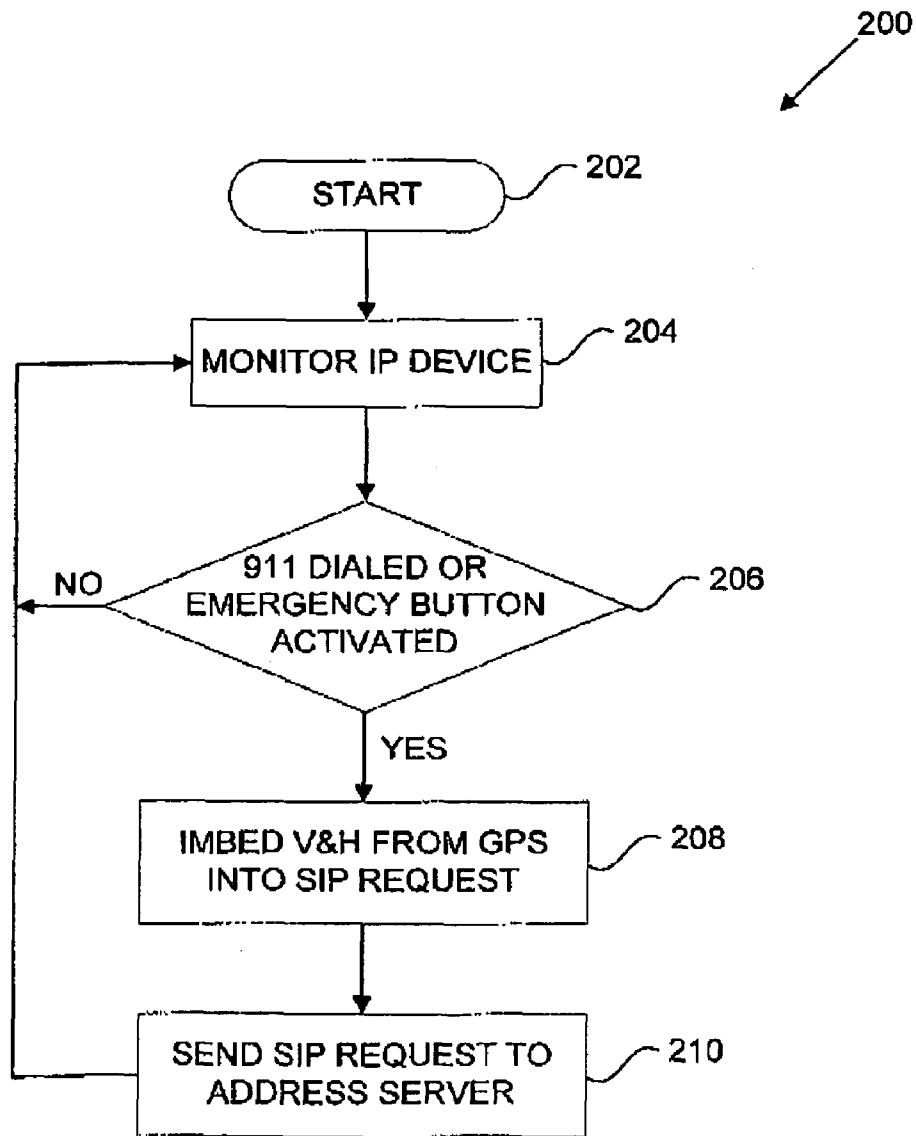 200
START
202
MONITOR IP DEVICE
204
911 DIALED OR
EMERGENCY BUTTON
ACTIVATED
206
NO
YES
IMBED V&H FROM GPS
INTO SIP REQUEST
208
SEND SIP REQUEST TO
ADDRESS SERVER
210